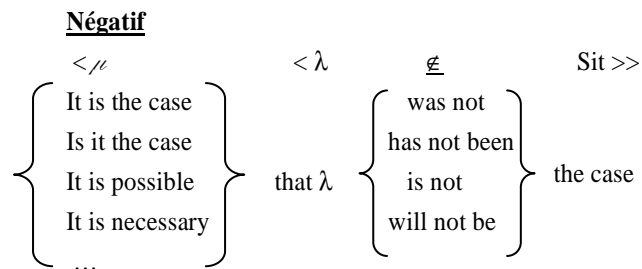 Négatif
< 𝓅 < λ ∉ Sit >>
It is the case was not
Is it the case has not been
It is possible that λ is not the case
It is necessary will not be
...